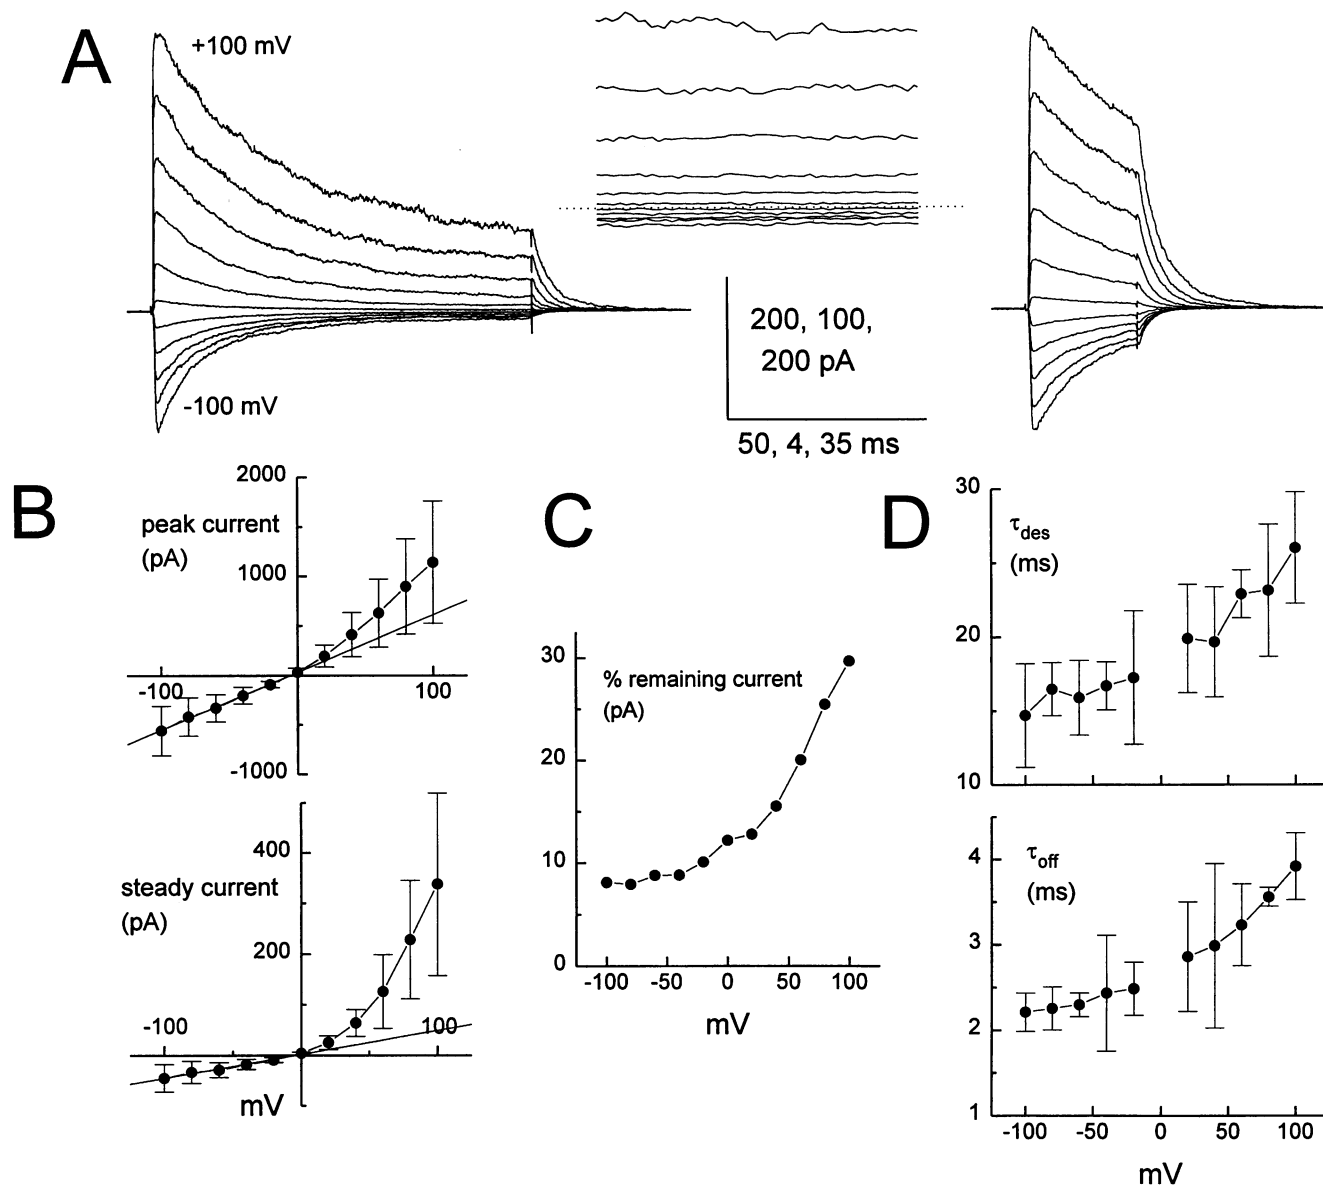 A
+100 mV
-100 mV
200, 100,
200 pA
50, 4, 35 ms
B
2000
peak current
(pA)
1000
-100
100
-1000
400
steady current
(pA)
200
-100
100
mV
C
30
% remaining current
(pA)
20
10
0
-100
-50
0
50
100
mV
D
30
τdes
(ms)
20
10
4
τoff
(ms)
3
2
1
-100
-50
0
50
100
mV